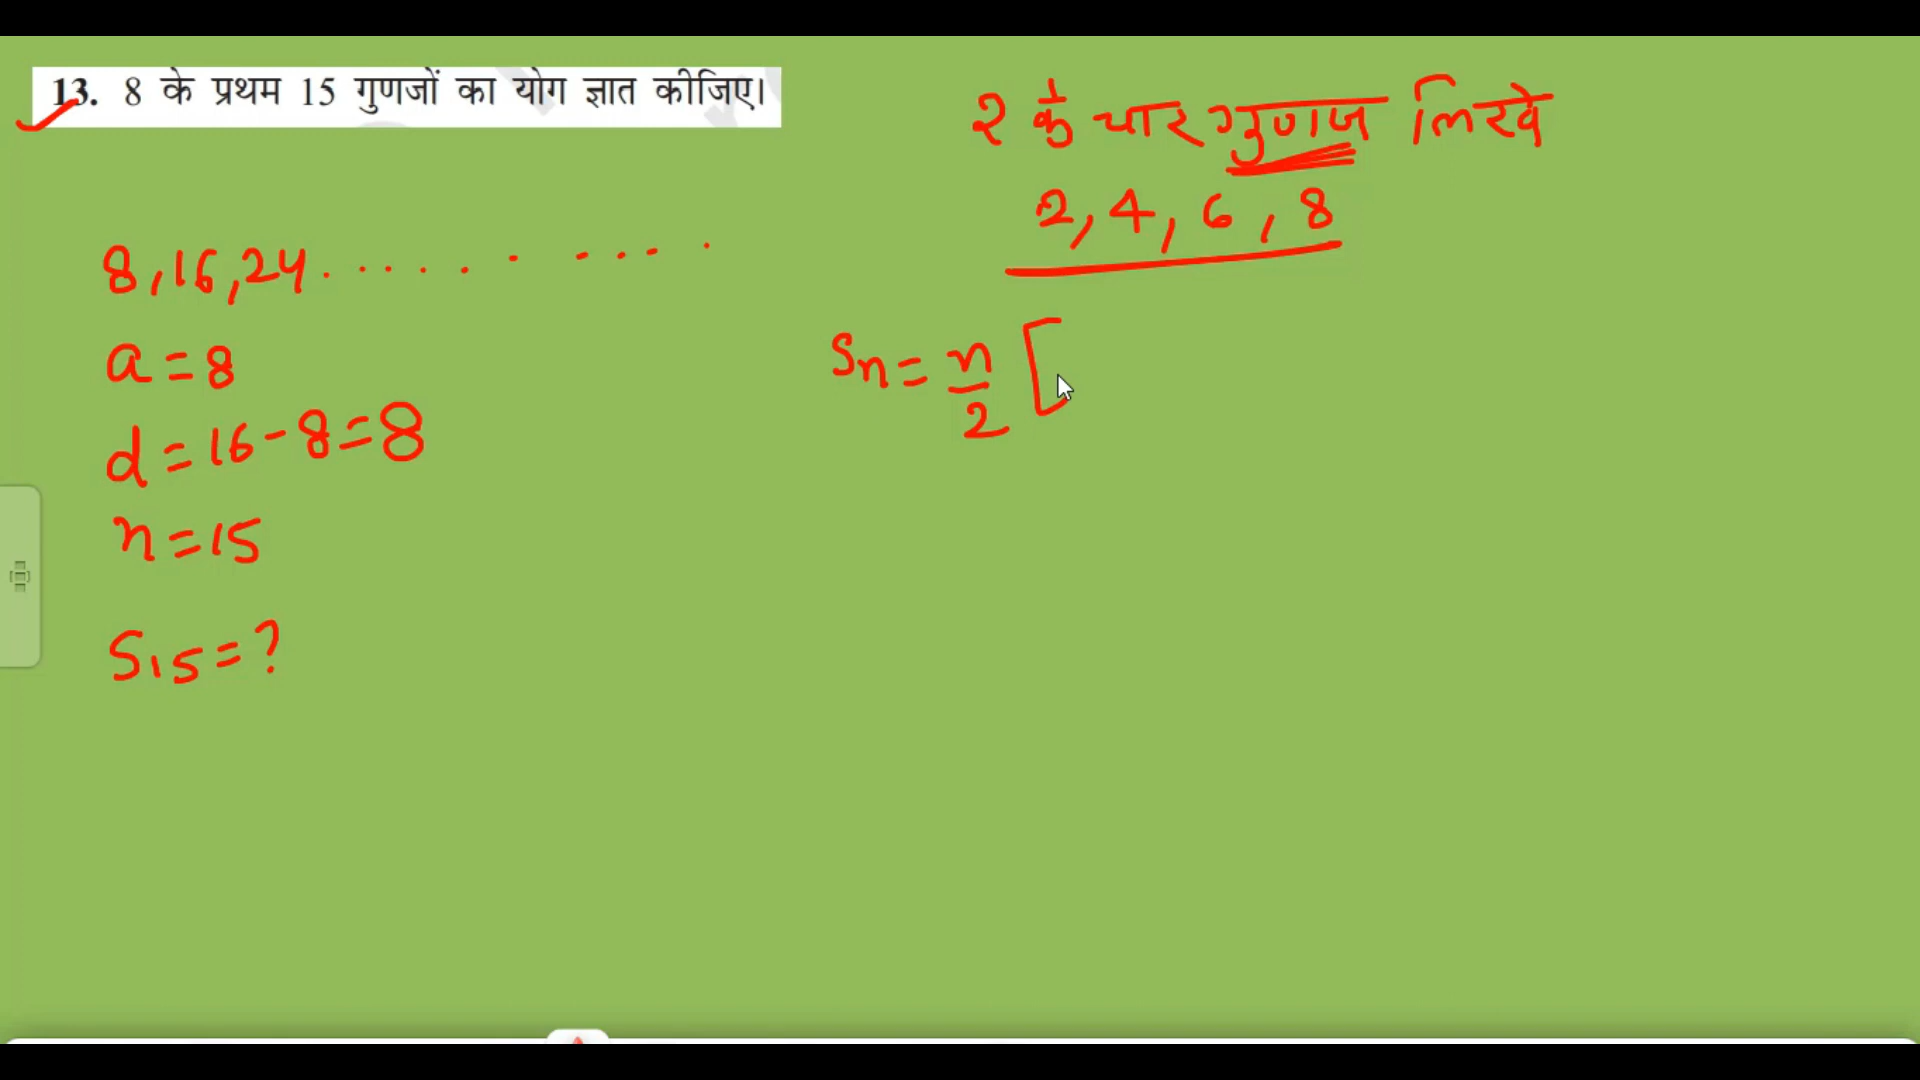 13. 8 के प्रथम 15 गुणजों का योग ज्ञात कीजिए।
२ के चार गुणज लिखे
2, 4, 6, 8
8, 16, 24 . . . . . . . . . .
a = 8
d = 16 - 8 = 8
n = 15
S15 = ?
Sn = n/2 [